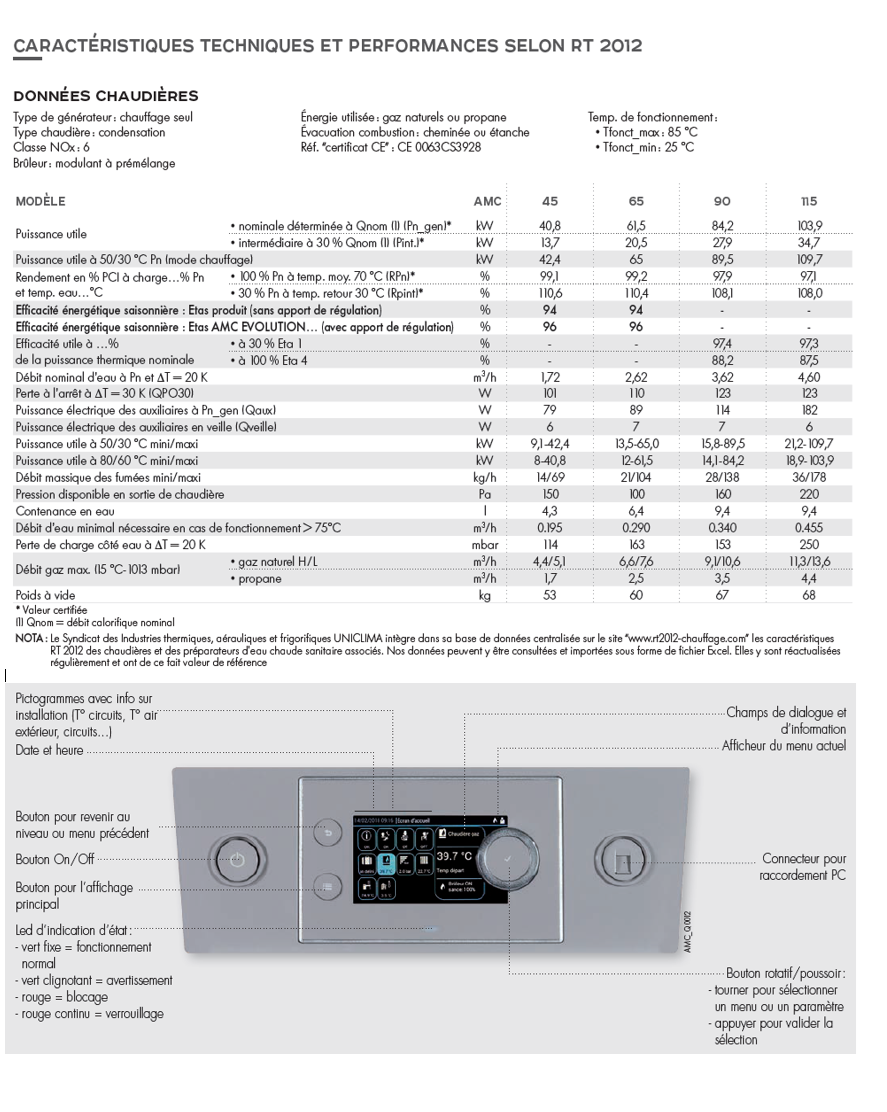 CARACTÉRISTIQUES TECHNIQUES ET PERFORMANCES SELON RT 2012
DONNÉES CHAUDIÈRES
Type de générateur : chauffage seul
Type chaudière : condensation
Classe NOx : 6
Brûleur : modulant à prémélange
Énergie utilisée : gaz naturels ou propane
Évacuation combustion : cheminée ou étanche
Réf. "certificat CE" : CE 0063CS3928
Temp. de fonctionnement :
• Tfonct_max : 85 °C
• Tfonct_min : 25 °C
MODÈLE AMC 45 65 90 115
Puissance utile • nominale déterminée à Qnom (1) (Pn_gen)* kW 40,8 61,5 84,2 103,9
• intermédiaire à 30 % Qnom (1) (Pint.)* kW 13,7 20,5 27,9 34,7
Puissance utile à 50/30 °C Pn (mode chauffage) kW 42,4 65 89,5 109,7
Rendement en % PCI à charge...% Pn • 100 % Pn à temp. moy. 70 °C (RPn)* % 99,1 99,2 97,9 97,1
et temp. eau...°C • 30 % Pn à temp. retour 30 °C (Rpint)* % 110,6 110,4 108,1 108,0
Efficacité énergétique saisonnière : Etas produit (sans apport de régulation) % 94 94 - -
Efficacité énergétique saisonnière : Etas AMC EVOLUTION... (avec apport de régulation) % 96 96 - -
Efficacité utile à ...% • à 30 % Eta 1 % - - 97,4 97,3
de la puissance thermique nominale • à 100 % Eta 4 % - - 88,2 87,5
Débit nominal d'eau à Pn et ΔT = 20 K m³/h 1,72 2,62 3,62 4,60
Perte à l'arrêt à ΔT = 30 K (QPO30) W 101 110 123 123
Puissance électrique des auxiliaires à Pn_gen (Qaux) W 79 89 114 182
Puissance électrique des auxiliaires en veille (Qveille) W 6 7 7 6
Puissance utile à 50/30 °C mini/maxi kW 9,1-42,4 13,5-65,0 15,8-89,5 21,2-109,7
Puissance utile à 80/60 °C mini/maxi kW 8-40,8 12-61,5 14,1-84,2 18,9-103,9
Débit massique des fumées mini/maxi kg/h 14/69 21/104 28/138 36/178
Pression disponible en sortie de chaudière Pa 150 100 160 220
Contenance en eau l 4,3 6,4 9,4 9,4
Débit d'eau minimal nécessaire en cas de fonctionnement > 75°C m³/h 0.195 0.290 0.340 0.455
Perte de charge côté eau à ΔT = 20 K mbar 114 163 153 250
Débit gaz max. (15 °C-1013 mbar) • gaz naturel H/L m³/h 4,4/5,1 6,6/7,6 9,1/10,6 11,3/13,6
• propane m³/h 1,7 2,5 3,5 4,4
Poids à vide kg 53 60 67 68
* Valeur certifiée
(1) Qnom = débit calorifique nominal
NOTA : Le Syndicat des Industries thermiques, aérauliques et frigorifiques UNICLIMA intègre dans sa base de données centralisée sur le site "www.rt2012-chauffage.com" les caractéristiques
RT 2012 des chaudières et des préparateurs d'eau chaude sanitaire associés. Nos données peuvent y être consultées et importées sous forme de fichier Excel. Elles y sont réactualisées
régulièrement et ont de ce fait valeur de référence
Pictogrammes avec info sur
installation (T° circuits, T° air
extérieur, circuits...)
Date et heure
Champs de dialogue et
d'information
Afficheur du menu actuel
Bouton pour revenir au
niveau ou menu précédent
Bouton On/Off
Bouton pour l'affichage
principal
Led d'indication d'état :
- vert fixe = fonctionnement
normal
- vert clignotant = avertissement
- rouge = blocage
- rouge continu = verrouillage
Écran d'accueil
Chaudière gaz
39.7 °C
Temp départ
Connecteur pour
raccordement PC
AMC_Q0012
Bouton rotatif/poussoir :
- tourner pour sélectionner
un menu ou un paramètre
- appuyer pour valider la
sélection